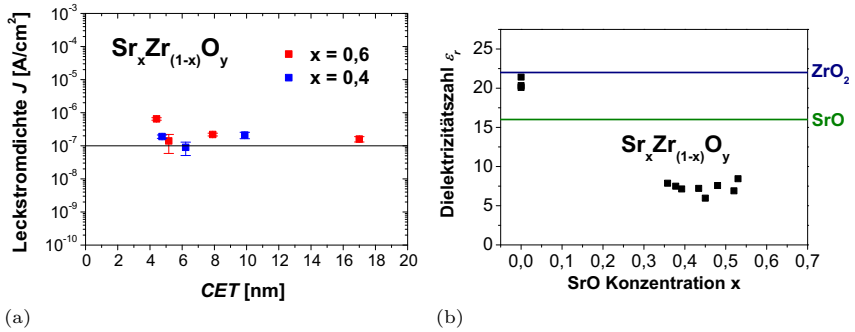 Leckstromdichte J [A/cm²]
10⁻³
10⁻⁴
10⁻⁵
10⁻⁶
10⁻⁷
10⁻⁸
10⁻⁹
10⁻¹⁰
SrₓZr₍₁₋ₓ₎Oᵧ
x = 0,6
x = 0,4
0 2 4 6 8 10 12 14 16 18 20
CET [nm]
(a)
Dielektrizitätszahl εᵣ
25
20
15
10
5
0
ZrO₂
SrO
SrₓZr₍₁₋ₓ₎Oᵧ
0,0 0,1 0,2 0,3 0,4 0,5 0,6 0,7
SrO Konzentration x
(b)